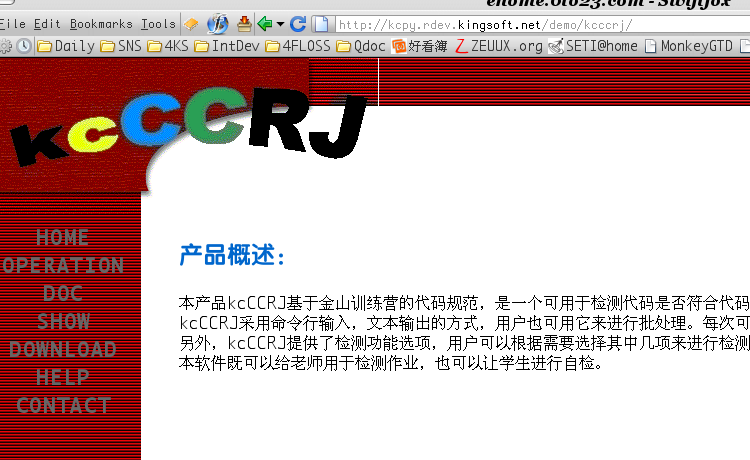 ehome.oio23.com - Swiftfox
File Edit Bookmarks Tools
http://kcpy.rdev.kingsoft.net/demo/kcccrj/
Daily SNS 4KS IntDev 4FLOSS Qdoc 好看簿 ZEUUX.org SETI@home MonkeyGTD
kcCCRJ
HOME
OPERATION
DOC
SHOW
DOWNLOAD
HELP
CONTACT
产品概述:
本产品kcCCRJ基于金山训练营的代码规范，是一个可用于检测代码是否符合代码
kcCCRJ采用命令行输入，文本输出的方式，用户也可用它来进行批处理。每次可
另外，kcCCRJ提供了检测功能选项，用户可以根据需要选择其中几项来进行检测
本软件既可以给老师用于检测作业，也可以让学生进行自检。